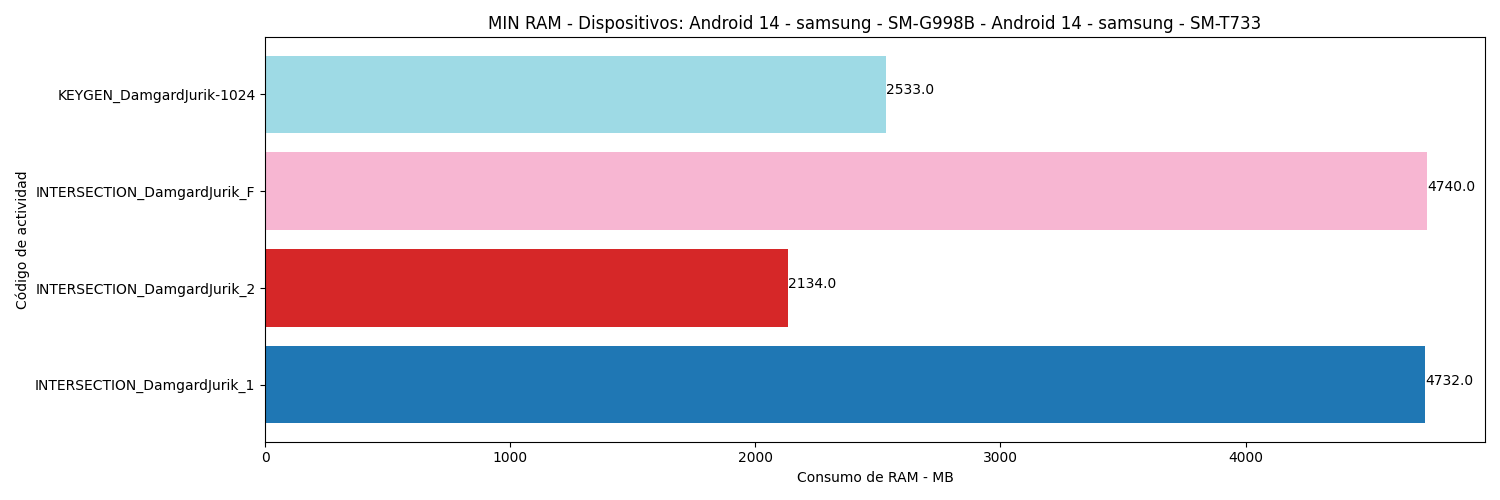 MIN RAM - Dispositivos: Android 14 - samsung - SM-G998B - Android 14 - samsung - SM-T733
Código de actividad
KEYGEN_DamgardJurik-1024
2533.0
INTERSECTION_DamgardJurik_F
4740.0
INTERSECTION_DamgardJurik_2
2134.0
INTERSECTION_DamgardJurik_1
4732.0
0 1000 2000 3000 4000
Consumo de RAM - MB